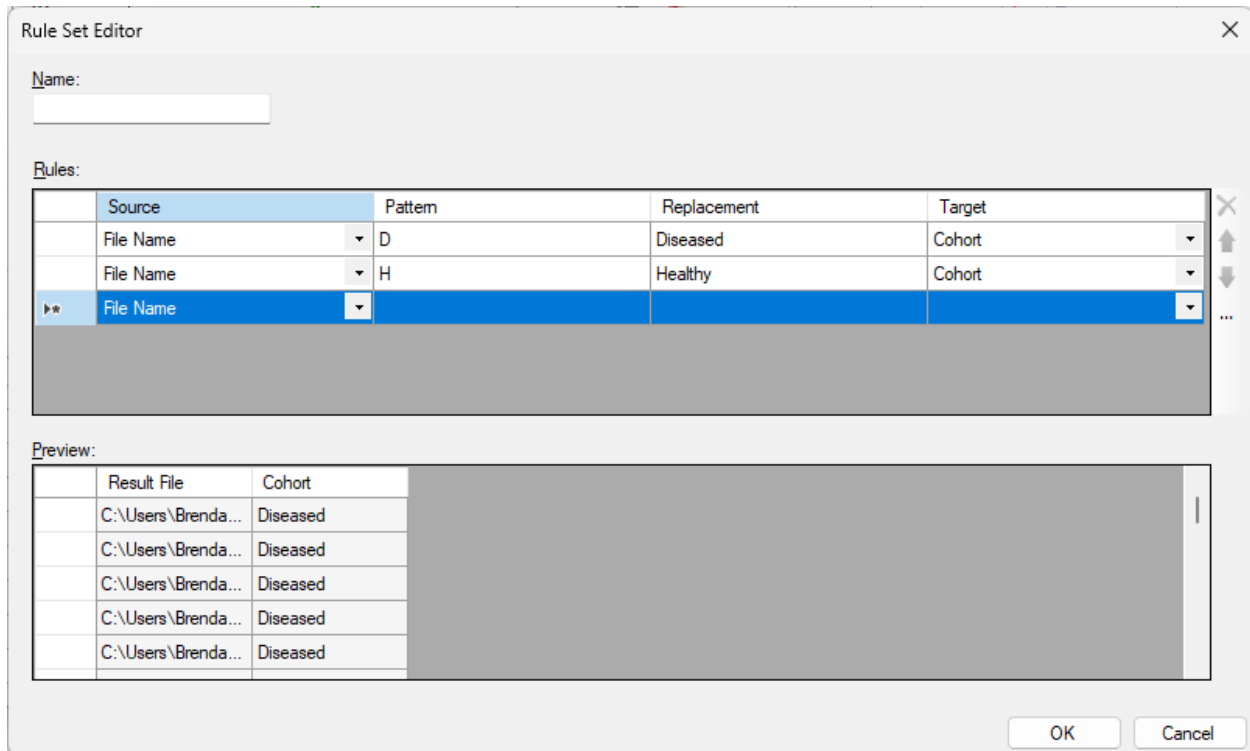 Rule Set Editor
Name:
Rules:
Source Pattern Replacement Target
File Name D Diseased Cohort
File Name H Healthy Cohort
File Name
...
Preview:
Result File Cohort
C:\Users\Brenda... Diseased
C:\Users\Brenda... Diseased
C:\Users\Brenda... Diseased
C:\Users\Brenda... Diseased
C:\Users\Brenda... Diseased
OK Cancel